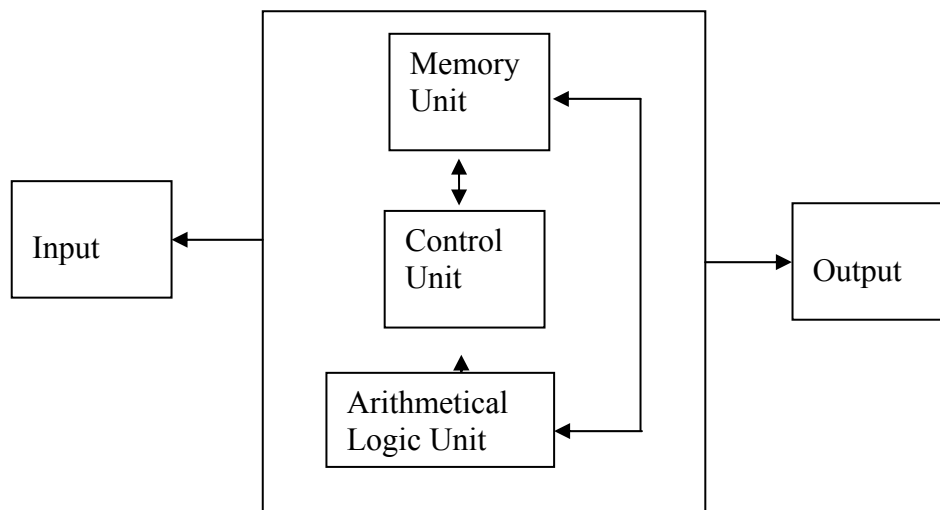 Memory
Unit
Input
Control
Unit
Output
Arithmetical
Logic Unit